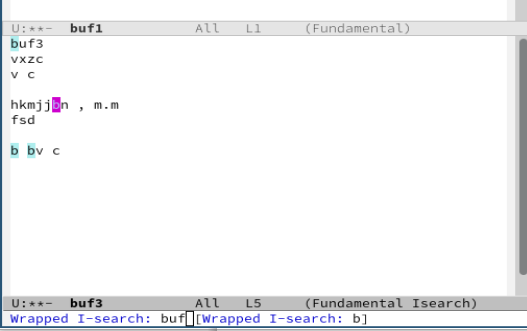 U:**- buf1 All L1 (Fundamental)
buf3
vxzc
v c
hkmjjbn , m.m
fsd
b bv c
U:**- buf3 All L5 (Fundamental Isearch)
Wrapped I-search: buf[Wrapped I-search: b]